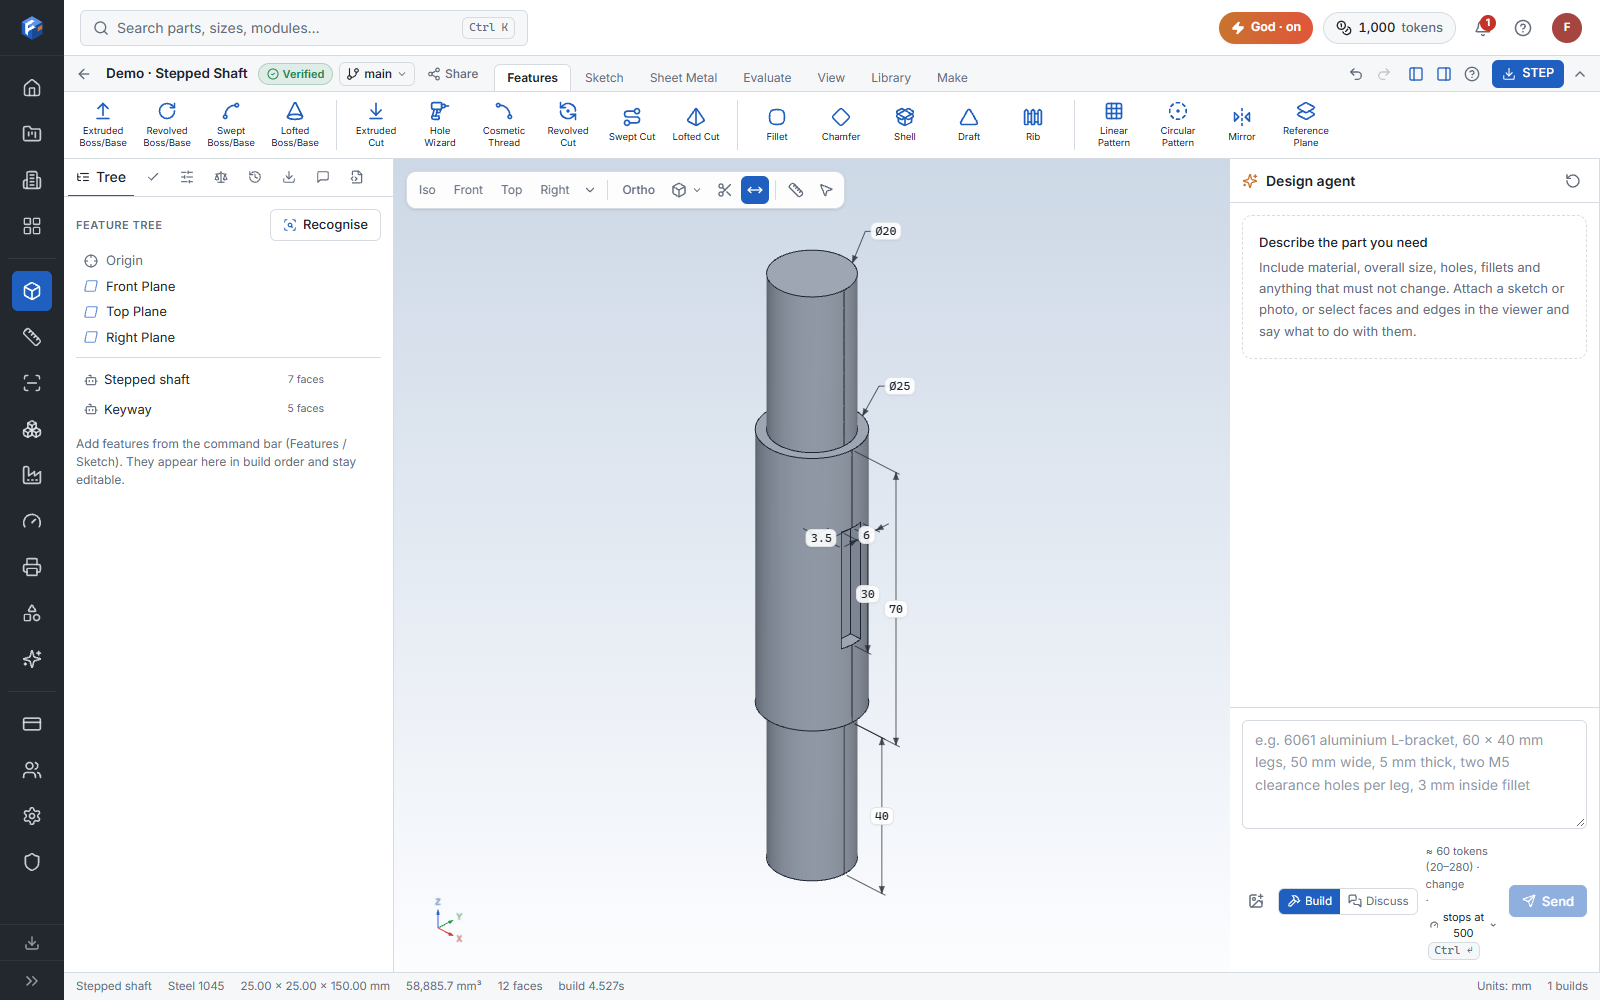 Search parts, sizes, modules...
Ctrl K
God · on
1,000 tokens
1
F
Demo · Stepped Shaft
Verified
main
Share
Features
Sketch
Sheet Metal
Evaluate
View
Library
Make
STEP
Extruded Boss/Base
Revolved Boss/Base
Swept Boss/Base
Lofted Boss/Base
Extruded Cut
Hole Wizard
Cosmetic Thread
Revolved Cut
Swept Cut
Lofted Cut
Fillet
Chamfer
Shell
Draft
Rib
Linear Pattern
Circular Pattern
Mirror
Reference Plane
Tree
FEATURE TREE
Recognise
Origin
Front Plane
Top Plane
Right Plane
Stepped shaft
7 faces
Keyway
5 faces
Add features from the command bar (Features /
Sketch). They appear here in build order and stay
editable.
Iso
Front
Top
Right
Ortho
Ø20
Ø25
3.5
6
30
70
40
Z
Y
X
Design agent
Describe the part you need
Include material, overall size, holes, fillets and
anything that must not change. Attach a sketch or
photo, or select faces and edges in the viewer and
say what to do with them.
e.g. 6061 aluminium L-bracket, 60 × 40 mm
legs, 50 mm wide, 5 mm thick, two M5
clearance holes per leg, 3 mm inside fillet
Build
Discuss
≈ 60 tokens
(20–280) ·
change
·
stops at
500
Ctrl ⏎
Send
Stepped shaft
Steel 1045
25.00 × 25.00 × 150.00 mm
58,885.7 mm³
12 faces
build 4.527s
Units: mm
1 builds